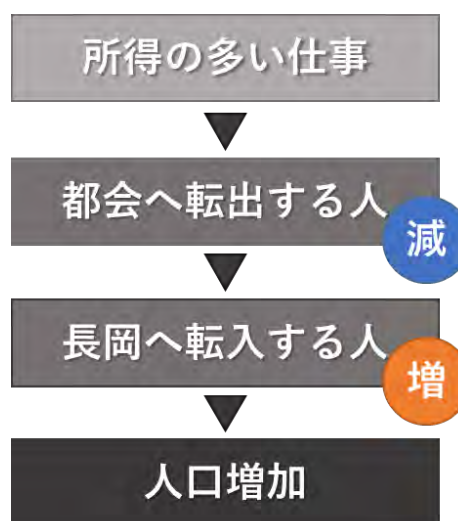 所得の多い仕事
都会へ転出する人
減
長岡へ転入する人
増
人口増加